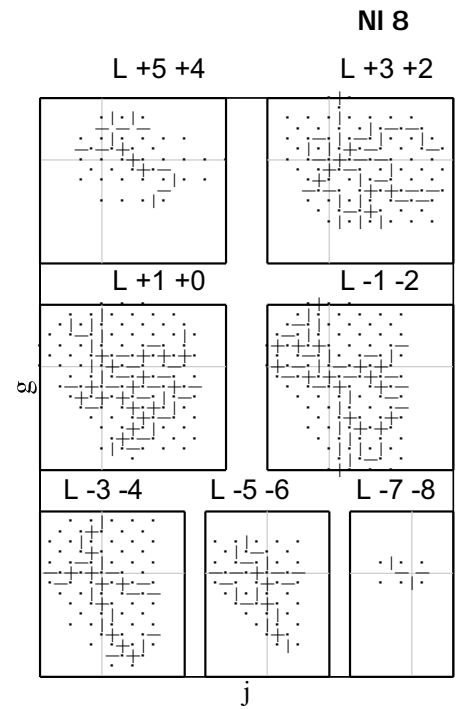 NI 8
L +5 +4
L +3 +2
L +1 +0
L -1 -2
g
L -3 -4
L -5 -6
L -7 -8
j